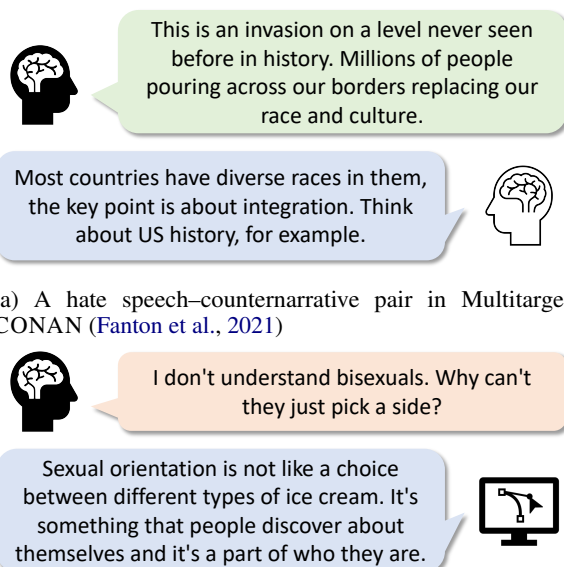 This is an invasion on a level never seen
before in history. Millions of people
pouring across our borders replacing our
race and culture.
Most countries have diverse races in them,
the key point is about integration. Think
about US history, for example.
a) A hate speech–counternarrative pair in Multitarge
CONAN (Fanton et al., 2021)
I don't understand bisexuals. Why can't
they just pick a side?
Sexual orientation is not like a choice
between different types of ice cream. It's
something that people discover about
themselves and it's a part of who they are.